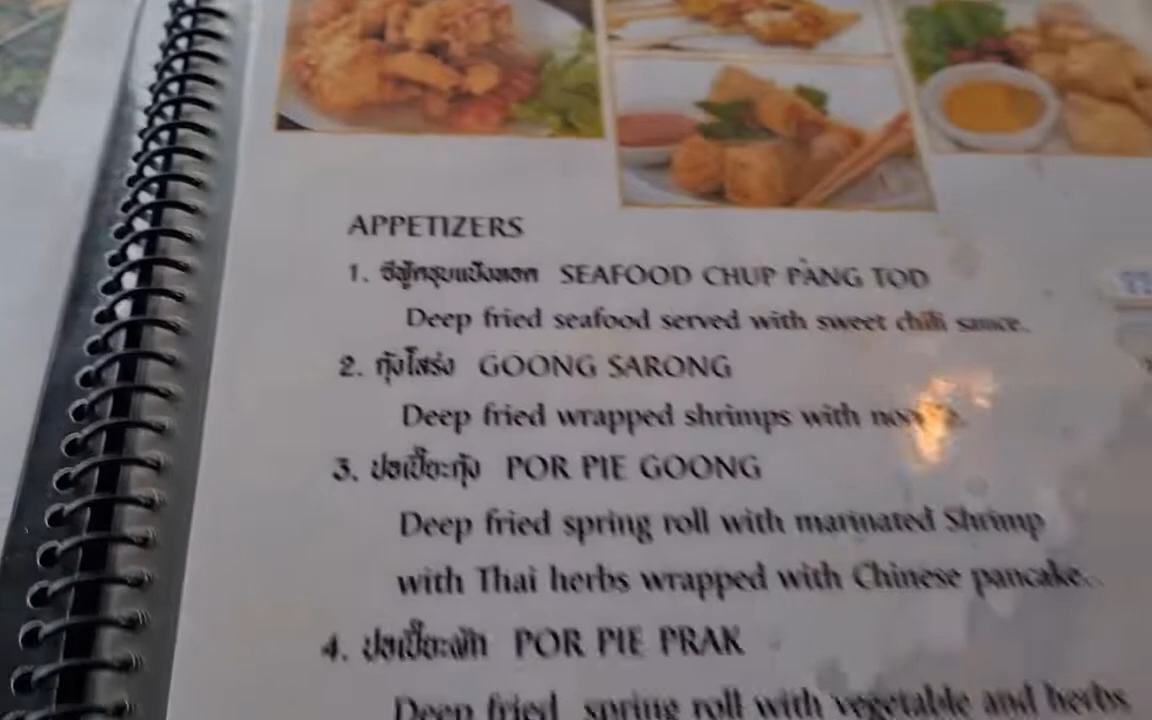 APPETIZERS
1. ซีฟู้ดชุบแป้งทอด SEAFOOD CHUP PANG TOD
Deep fried seafood served with sweet chili sauce.
2. กุ้งโสร่ง GOONG SARONG
Deep fried wrapped shrimps with
3. ปอเปี๊ยะกุ้ง POR PIE GOONG
Deep fried spring roll with marinated Shrimp
with Thai herbs wrapped with Chinese pancake.
4. ปอเปี๊ยะผัก POR PIE PRAK
Deep fried spring roll with vegetable and herbs